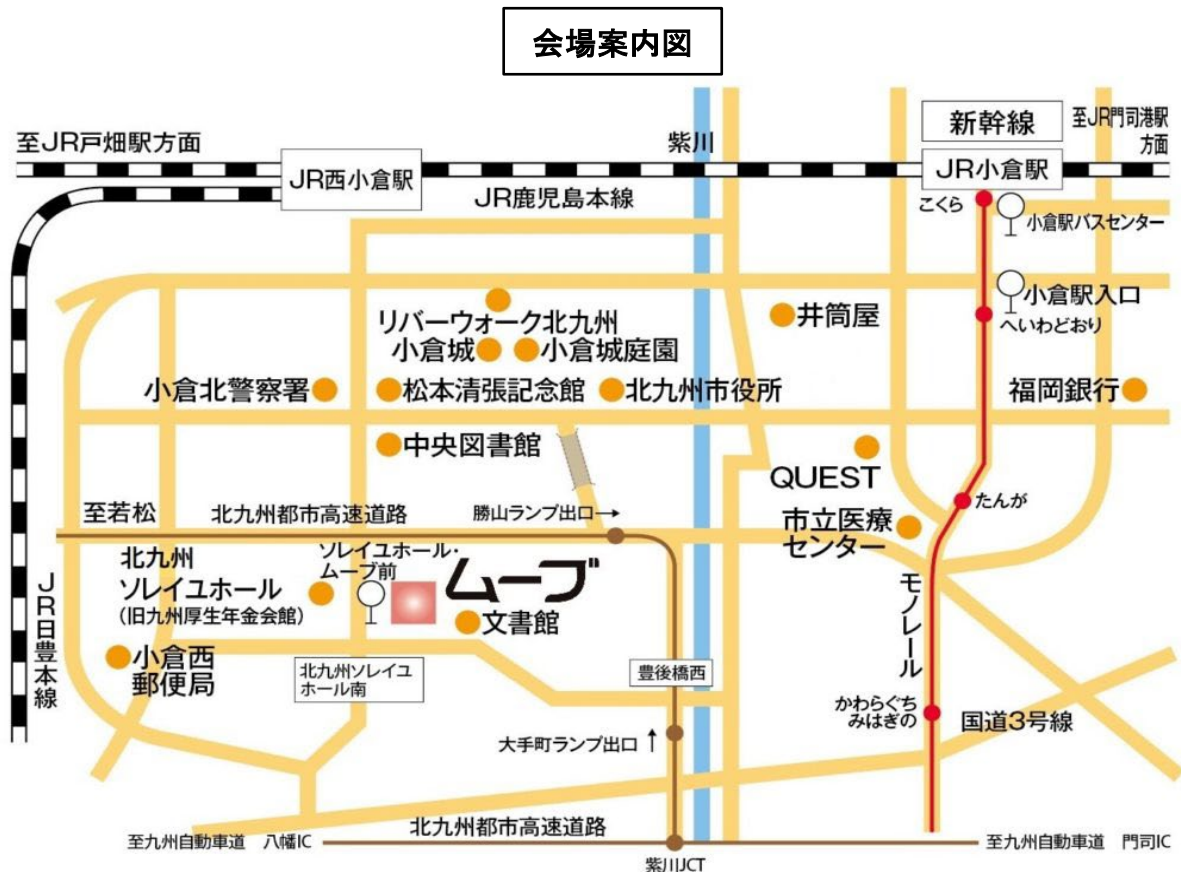 会場案内図
至JR戸畑駅方面
紫川
新幹線
至JR門司港駅
方面
JR西小倉駅
JR小倉駅
JR鹿児島本線
こくら
小倉駅バスセンター
小倉駅入口
へいわどおり
リバーウォーク北九州
井筒屋
小倉城
小倉城庭園
小倉北警察署
松本清張記念館
北九州市役所
福岡銀行
中央図書館
QUEST
たんが
至若松
北九州都市高速道路
勝山ランプ出口→
市立医療
センター
北九州
ソレイユホール
(旧九州厚生年金会館)
ソレイユホール・
ムーブ前
ムーブ
文書館
モノレール
JR日豊本線
小倉西
郵便局
北九州ソレイユ
ホール南
豊後橋西
かわらぐち
みはぎの
国道3号線
大手町ランプ出口↑
北九州都市高速道路
至九州自動車道 八幡IC
至九州自動車道 門司IC
紫川JCT